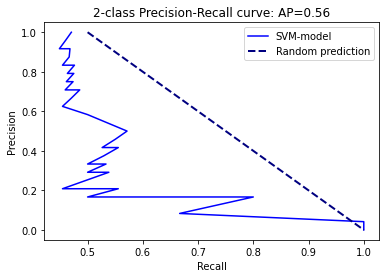 2-class Precision-Recall curve: AP=0.56
SVM-model
Random prediction
1.0
0.8
0.6
0.4
0.2
0.0
Precision
0.5 0.6 0.7 0.8 0.9 1.0
Recall